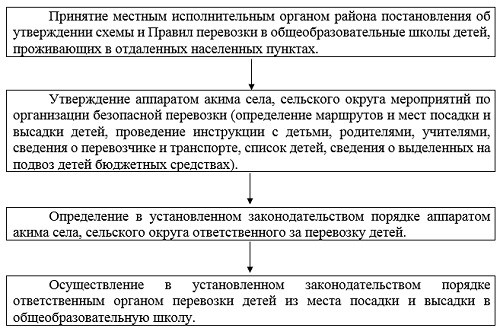 Принятие местным исполнительным органом района постановления об
утверждении схемы и Правил перевозки в общеобразовательные школы детей,
проживающих в отдаленных населенных пунктах.
Утверждение аппаратом акима села, сельского округа мероприятий по
организации безопасной перевозки (определение маршрутов и мест посадки и
высадки детей, проведение инструкции с детьми, родителями, учителями,
сведения о перевозчике и транспорте, список детей, сведения о выделенных на
подвоз детей бюджетных средствах).
Определение в установленном законодательством порядке аппаратом
акима села, сельского округа ответственного за перевозку детей.
Осуществление в установленном законодательством порядке
ответственным органом перевозки детей из места посадки и высадки в
общеобразовательную школу.